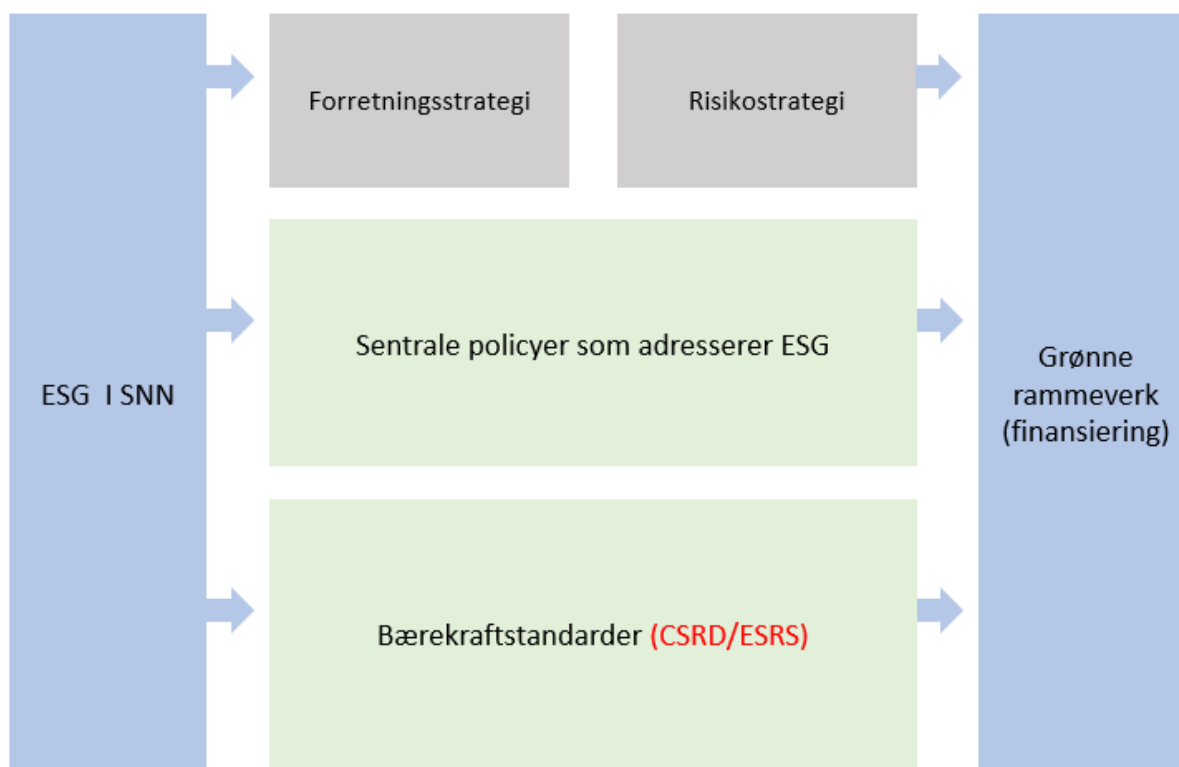 Forretningsstrategi
Risikostrategi
Sentrale policyer som adresserer ESG
ESG I SNN
Grønne
rammeverk
(finansiering)
Bærekraftstandarder (CSRD/ESRS)